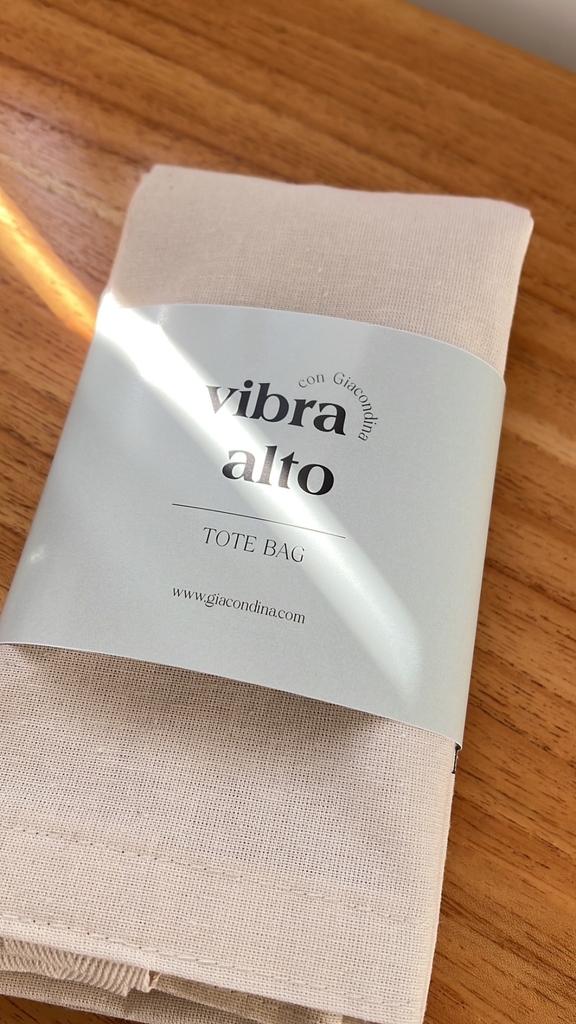 con Giacondina
vibra
alto
TOTE BAG
www.giacondina.com